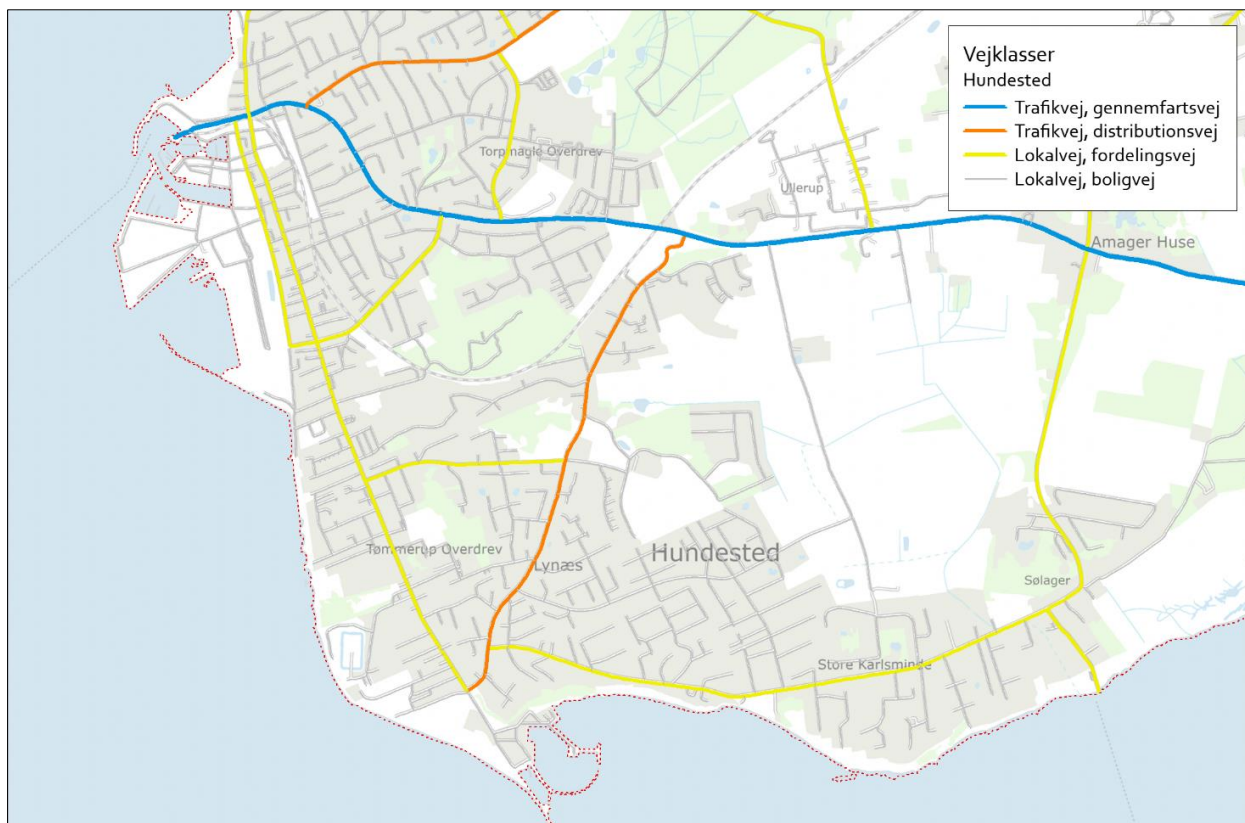 Vejklasser
Hundested
Trafikvej, gennemfartsvej
Trafikvej, distributionsvej
Lokalvej, fordelingsvej
Lokalvej, boligvej
Torpmagle Overdrev
Ullerup
Amager Huse
Hundested
Tømmerup Overdrev
Lynæs
Sølager
Store Karlsminde